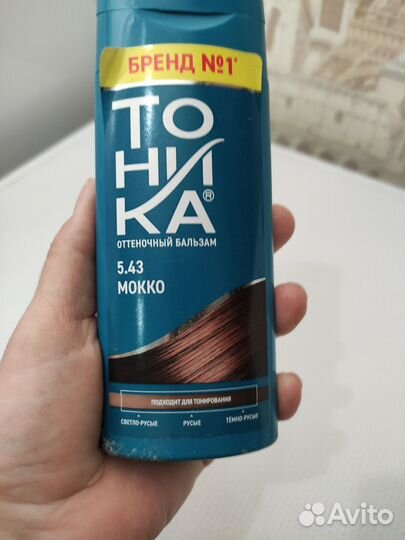 БРЕНД №1*
ТО
НИ
КА®
ОТТЕНОЧНЫЙ БАЛЬЗАМ
5.43
МОККО
ПОДХОДИТ ДЛЯ ТОНИРОВАНИЯ
СВЕТЛО-РУСЫЕ РУСЫЕ ТЁМНО-РУСЫЕ
Avito